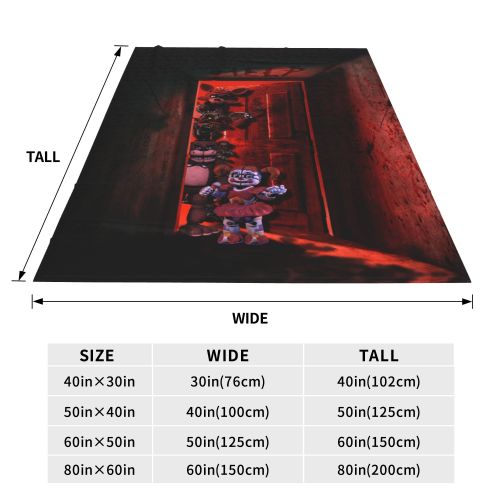 TALL
WIDE
SIZE WIDE TALL
40in×30in 30in(76cm) 40in(102cm)
50in×40in 40in(100cm) 50in(125cm)
60in×50in 50in(125cm) 60in(150cm)
80in×60in 60in(150cm) 80in(200cm)